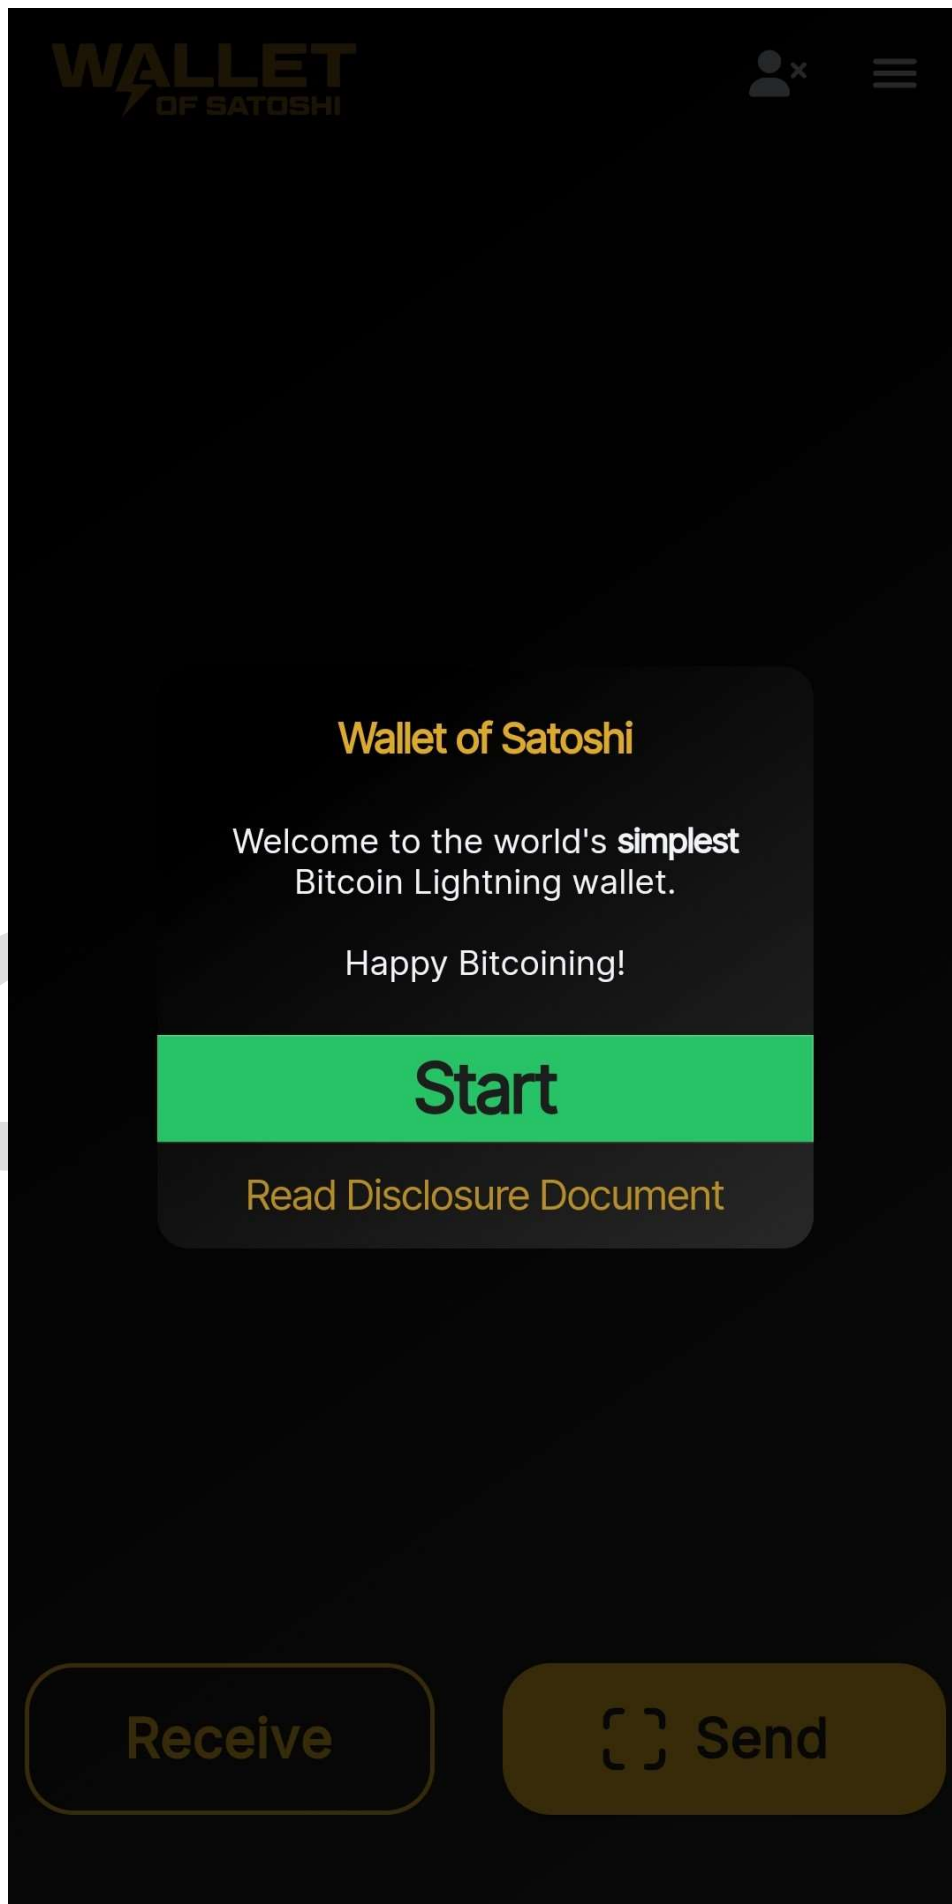 WALLET
OF SATOSHI
Wallet of Satoshi
Welcome to the world's simplest
Bitcoin Lightning wallet.
Happy Bitcoining!
Start
Read Disclosure Document
Receive
Send